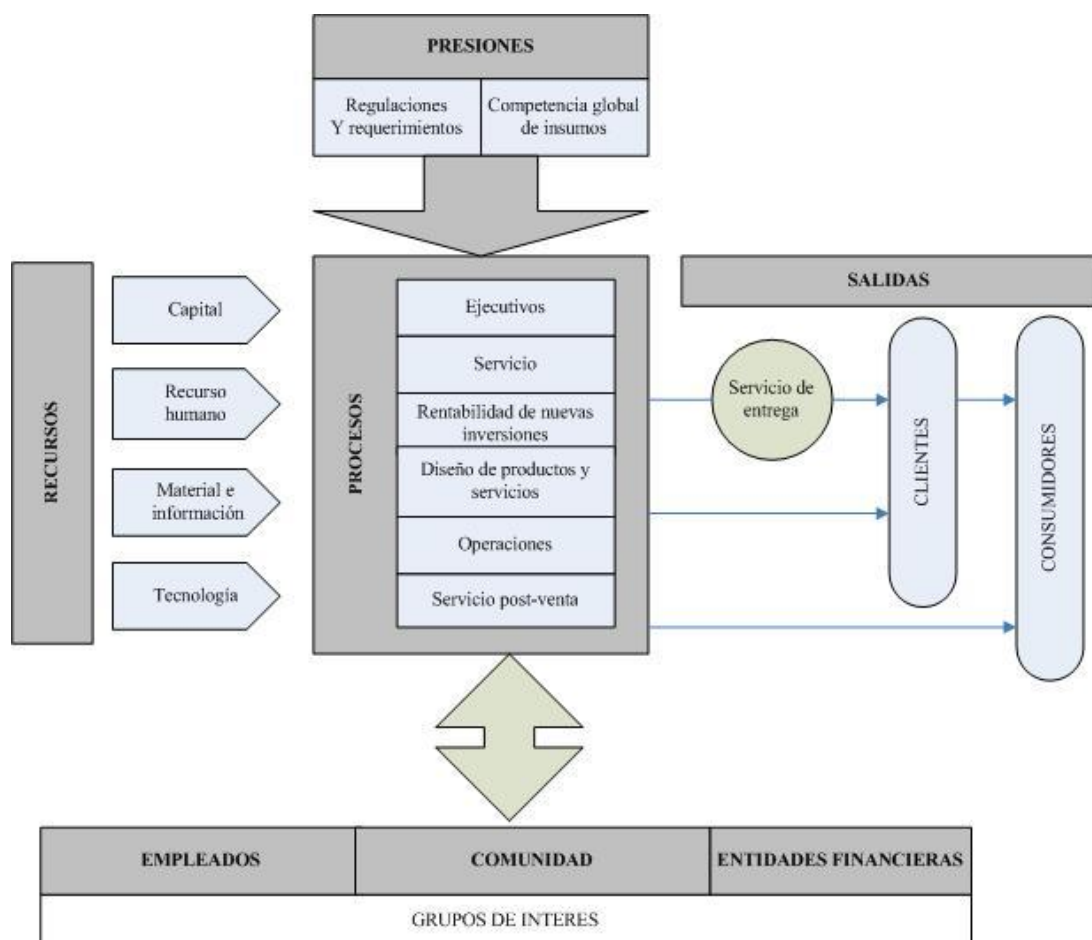 PRESIONES
Regulaciones
Y requerimientos
Competencia global
de insumos
RECURSOS
Capital
Recurso
humano
Material e
información
Tecnología
PROCESOS
Ejecutivos
Servicio
Rentabilidad de nuevas
inversiones
Diseño de productos y
servicios
Operaciones
Servicio post-venta
SALIDAS
Servicio de
entrega
CLIENTES
CONSUMIDORES
EMPLEADOS
COMUNIDAD
ENTIDADES FINANCIERAS
GRUPOS DE INTERES